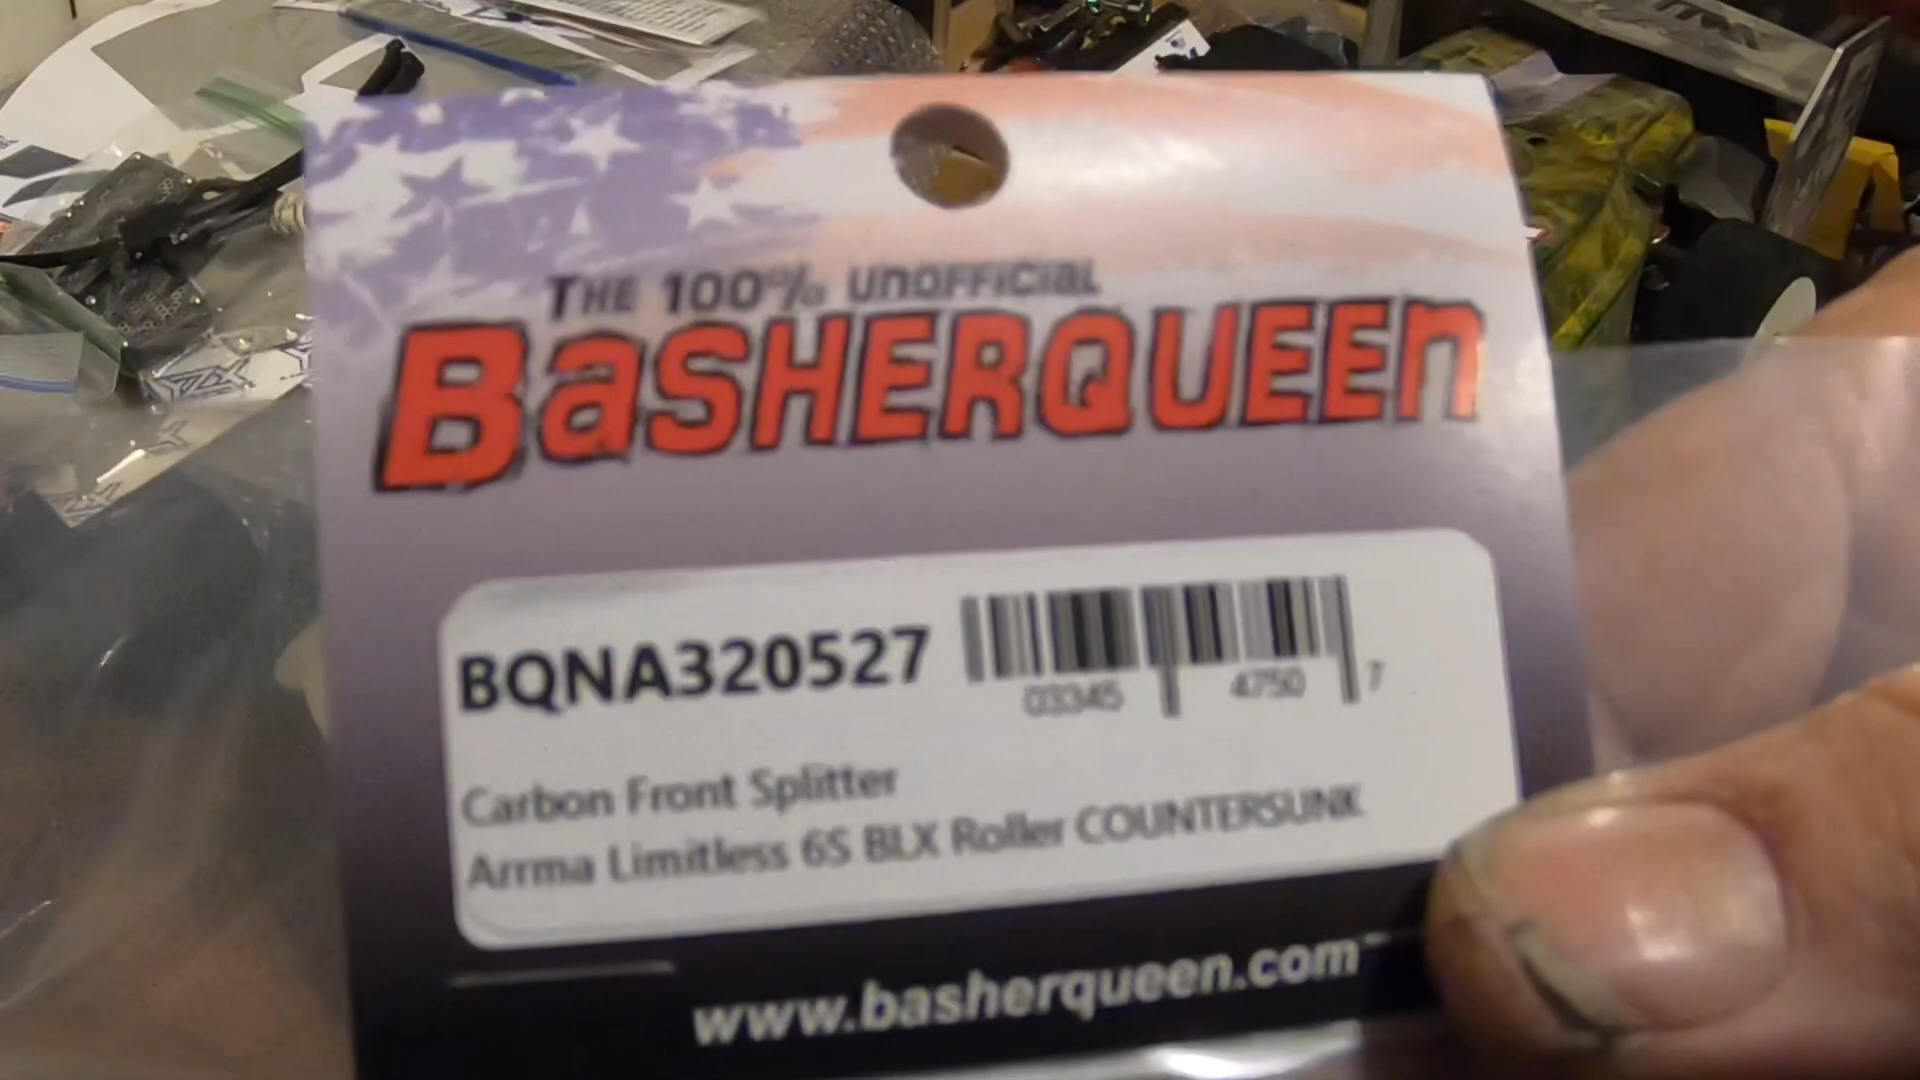 THE 100% UNOFFICIAL
BASHERQUEEN
BQNA320527
03345 4750 7
Carbon Front Splitter
Arrma Limitless 6S BLX Roller COUNTERSUNK
www.basherqueen.com